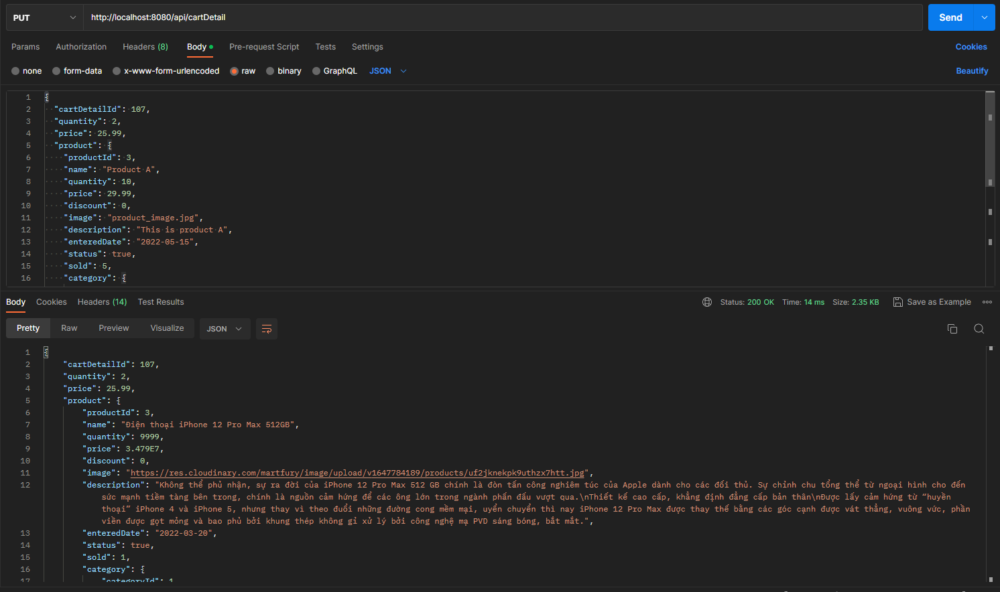 PUT http://localhost:8080/api/cartDetail Send
Params Authorization Headers (8) Body Pre-request Script Tests Settings Cookies
none form-data x-www-form-urlencoded raw binary GraphQL JSON Beautify
1 {
2 "cartDetailId": 107,
3 "quantity": 2,
4 "price": 25.99,
5 "product": {
6 "productId": 3,
7 "name": "Product A",
8 "quantity": 10,
9 "price": 29.99,
10 "discount": 0,
11 "image": "product_image.jpg",
12 "description": "This is product A",
13 "enteredDate": "2022-05-15",
14 "status": true,
15 "sold": 5,
16 "category": {
Body Cookies Headers (14) Test Results Status: 200 OK Time: 14 ms Size: 2.35 KB Save as Example
Pretty Raw Preview Visualize JSON
1 {
2 "cartDetailId": 107,
3 "quantity": 2,
4 "price": 25.99,
5 "product": {
6 "productId": 3,
7 "name": "Điện thoại iPhone 12 Pro Max 512GB",
8 "quantity": 9999,
9 "price": 3.479E7,
10 "discount": 0,
11 "image": "https://res.cloudinary.com/martfury/image/upload/v1647784189/products/uf2jknekpk9uthzx7htt.jpg",
12 "description": "Không thể phủ nhận, sự ra đời của iPhone 12 Pro Max 512 GB chính là đòn tấn công nghiêm túc của Apple dành cho các đối thủ. Sự chỉnh chu tổng thể từ ngoại hình cho đến
sức mạnh tiềm tàng bên trong, chính là nguồn cảm hứng để các ông lớn trong ngành phấn đấu vượt qua.\nThiết kế cao cấp, khẳng định đẳng cấp bản thân\nĐược lấy cảm hứng từ “huyền
thoại” iPhone 4 và iPhone 5, nhưng thay vì theo đuổi những đường cong mềm mại, uyển chuyển thì nay iPhone 12 Pro Max được thay thế bằng các góc cạnh được vát thẳng, vuông vức, phần
viền được gọt mỏng và bao phủ bởi khung thép không gỉ xử lý bởi công nghệ mạ PVD sáng bóng, bắt mắt.",
13 "enteredDate": "2022-03-20",
14 "status": true,
15 "sold": 1,
16 "category": {
17 "categoryId": 1